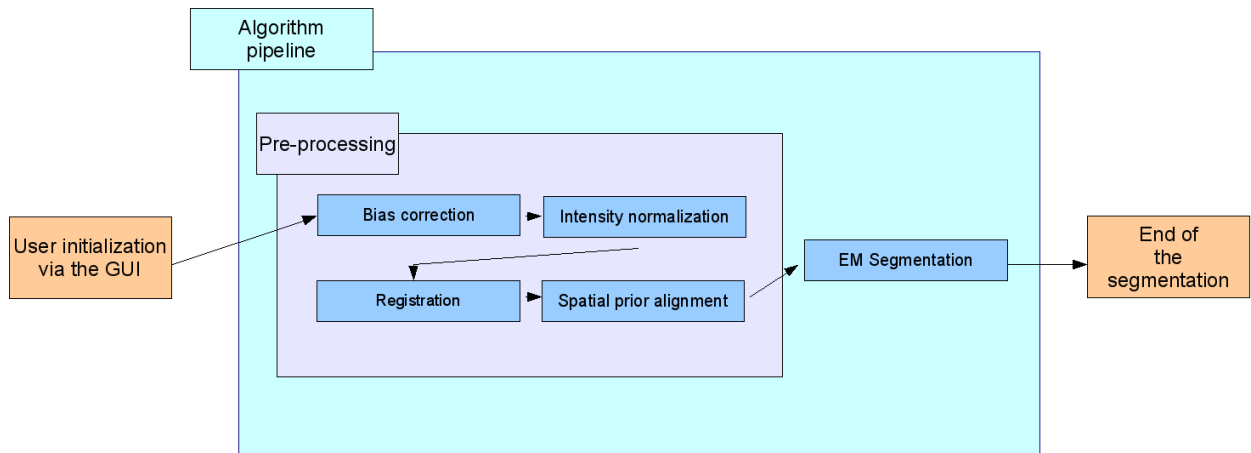 Algorithm
pipeline
Pre-processing
Bias correction
Intensity normalization
User initialization
via the GUI
Registration
Spatial prior alignment
EM Segmentation
End of
the
segmentation